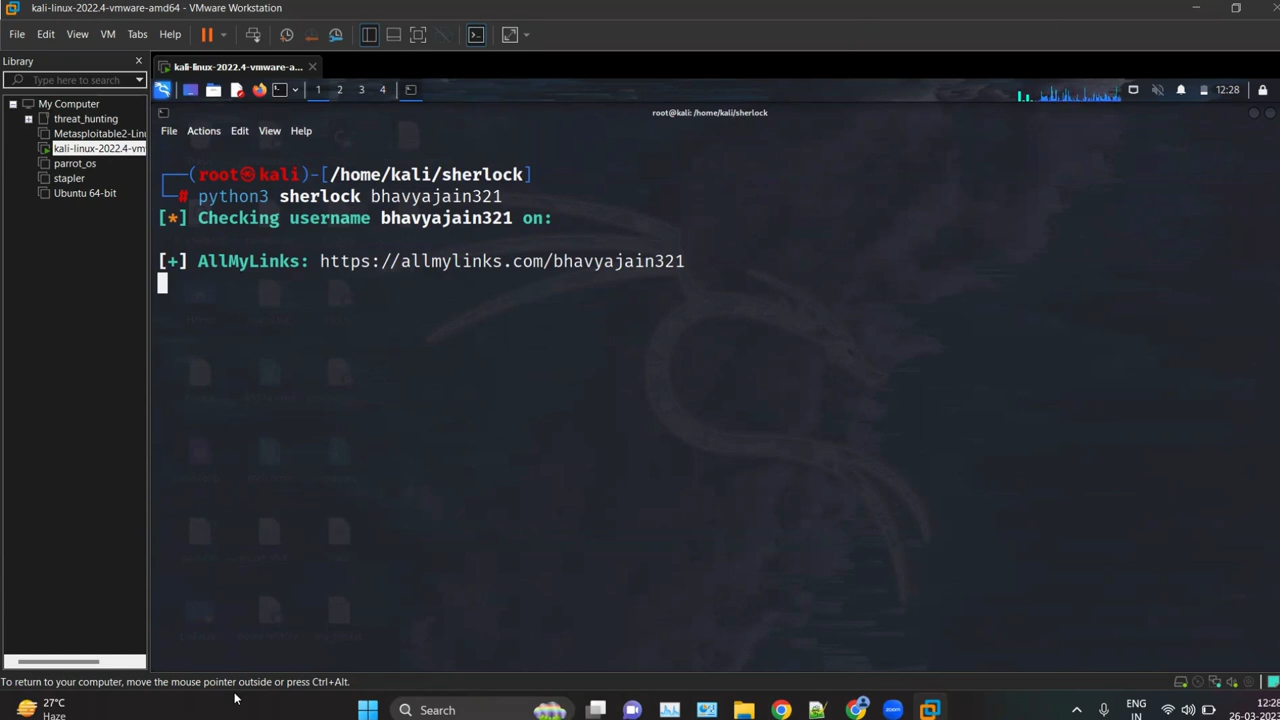 kali-linux-2022.4-vmware-amd64 - VMware Workstation
File Edit View VM Tabs Help
Library
Type here to search
My Computer
threat_hunting
Metasploitable2-Linu
kali-linux-2022.4-vm
parrot_os
stapler
Ubuntu 64-bit
kali-linux-2022.4-vmware-a...
1 2 3 4
12:28
root@kali: /home/kali/sherlock
File Actions Edit View Help
(root㉿kali)-[/home/kali/sherlock]
# python3 sherlock bhavyajain321
[*] Checking username bhavyajain321 on:
[+] AllMyLinks: https://allmylinks.com/bhavyajain321
To return to your computer, move the mouse pointer outside or press Ctrl+Alt.
27°C
Haze
Search
ENG
IN
12:28
26-03-2023